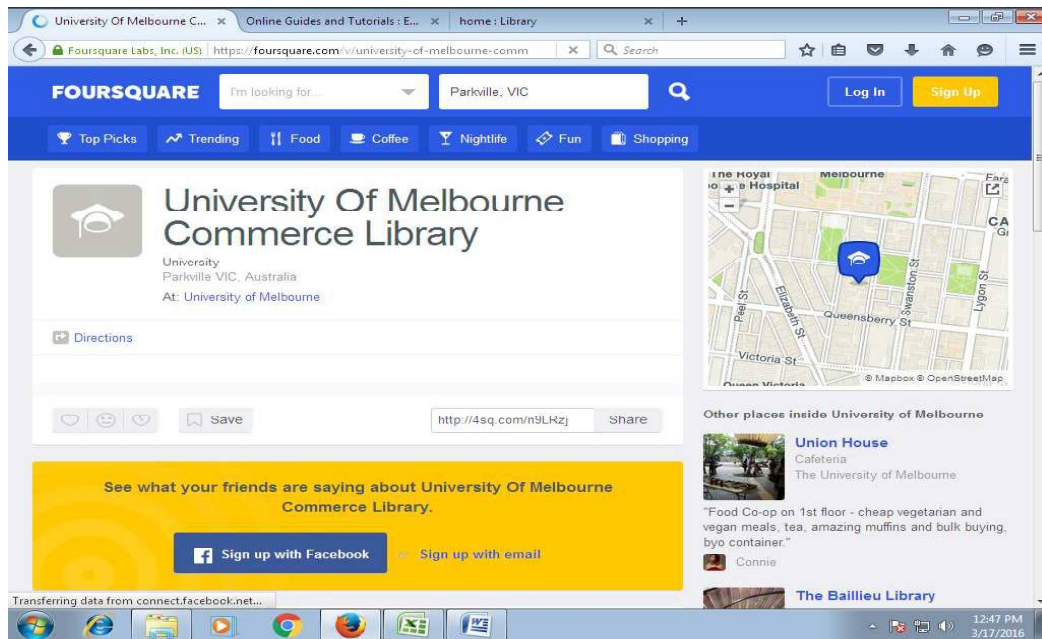 University Of Melbourne C... × Online Guides and Tutorials : E... × home : Library × +
Foursquare Labs, Inc. (US) https://foursquare.com/v/university-of-melbourne-comm × Search
FOURSQUARE I'm looking for... Parkville, VIC Log In Sign Up
Top Picks Trending Food Coffee Nightlife Fun Shopping
University Of Melbourne
Commerce Library
University
Parkville VIC, Australia
At: University of Melbourne
Directions
Save http://4sq.com/n9LRzj Share
See what your friends are saying about University Of Melbourne
Commerce Library.
Sign up with Facebook or Sign up with email
The Royal
Melbourne
e Hospital
+
−
Peel St
Elizabeth St
Swanston St
Lygon St
Queensberry St
Victoria St
Queen Victoria
© Mapbox © OpenStreetMap
Other places inside University of Melbourne
Union House
Cafeteria
The University of Melbourne
"Food Co-op on 1st floor - cheap vegetarian and
vegan meals, tea, amazing muffins and bulk buying,
byo container."
Connie
The Baillieu Library
Transferring data from connect.facebook.net...
12:47 PM
3/17/2016